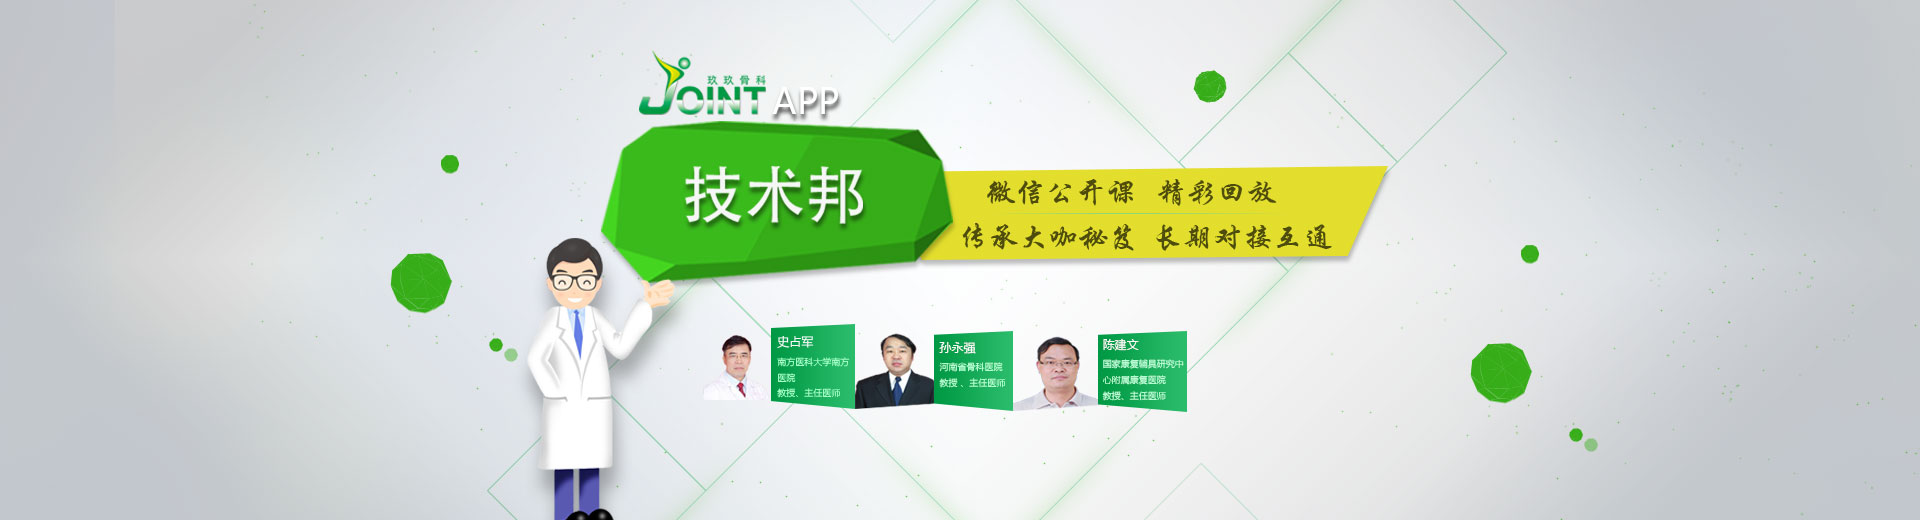 玖玖骨科
JOINT APP
技术邦
微信公开课 精彩回放
传承大咖秘笈 长期对接互通
史占军
南方医科大学南方
医院
教授、主任医师
孙永强
河南省骨科医院
教授、主任医师
陈建文
国家康复辅具研究中
心附属康复医院
教授、主任医师